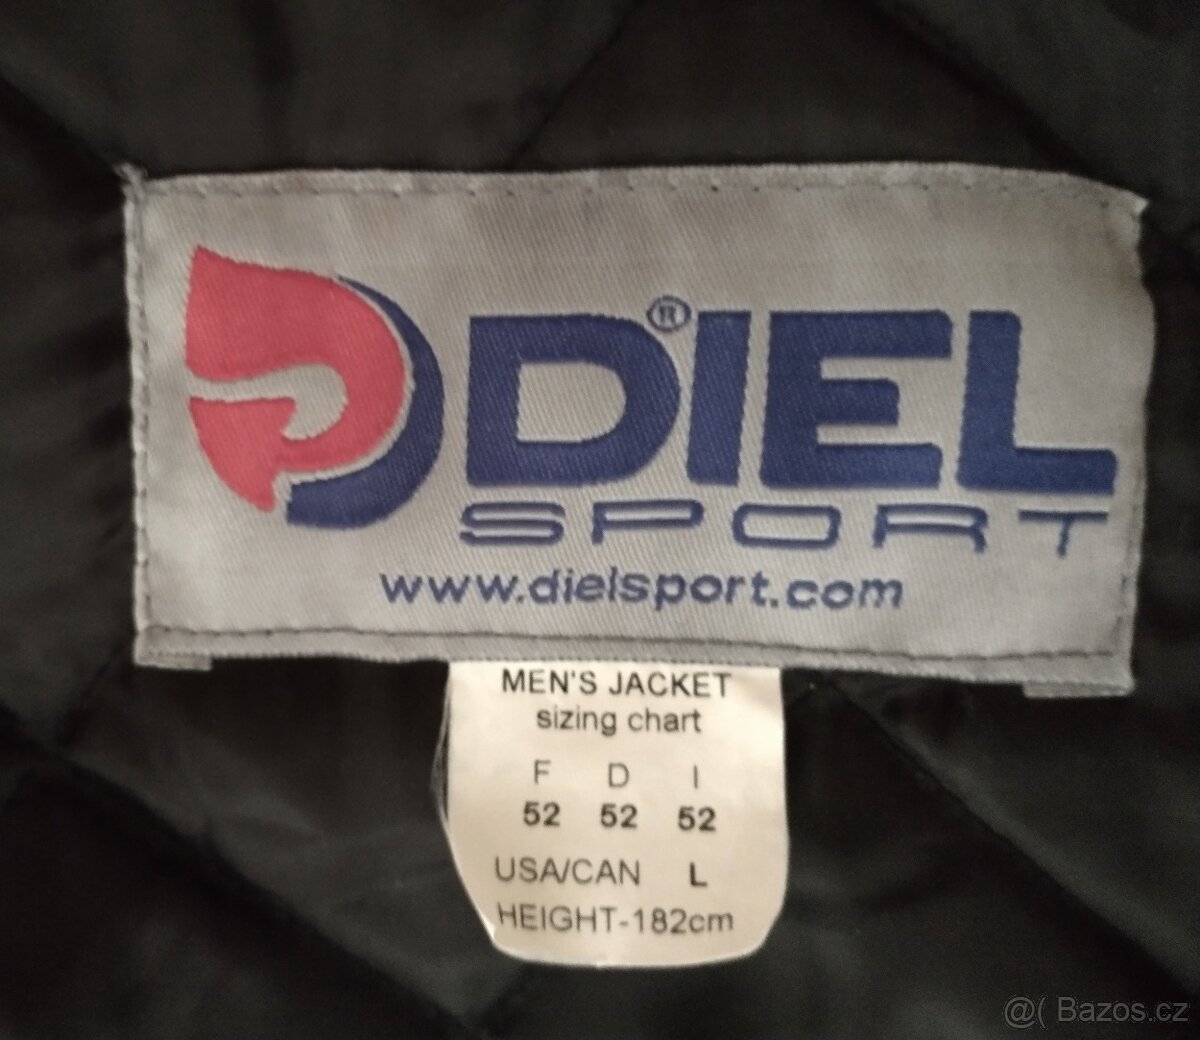 DIEL®
SPORT
www.dielsport.com
MEN'S JACKET
sizing chart
F D I
52 52 52
USA/CAN L
HEIGHT-182cm
@( Bazos.cz